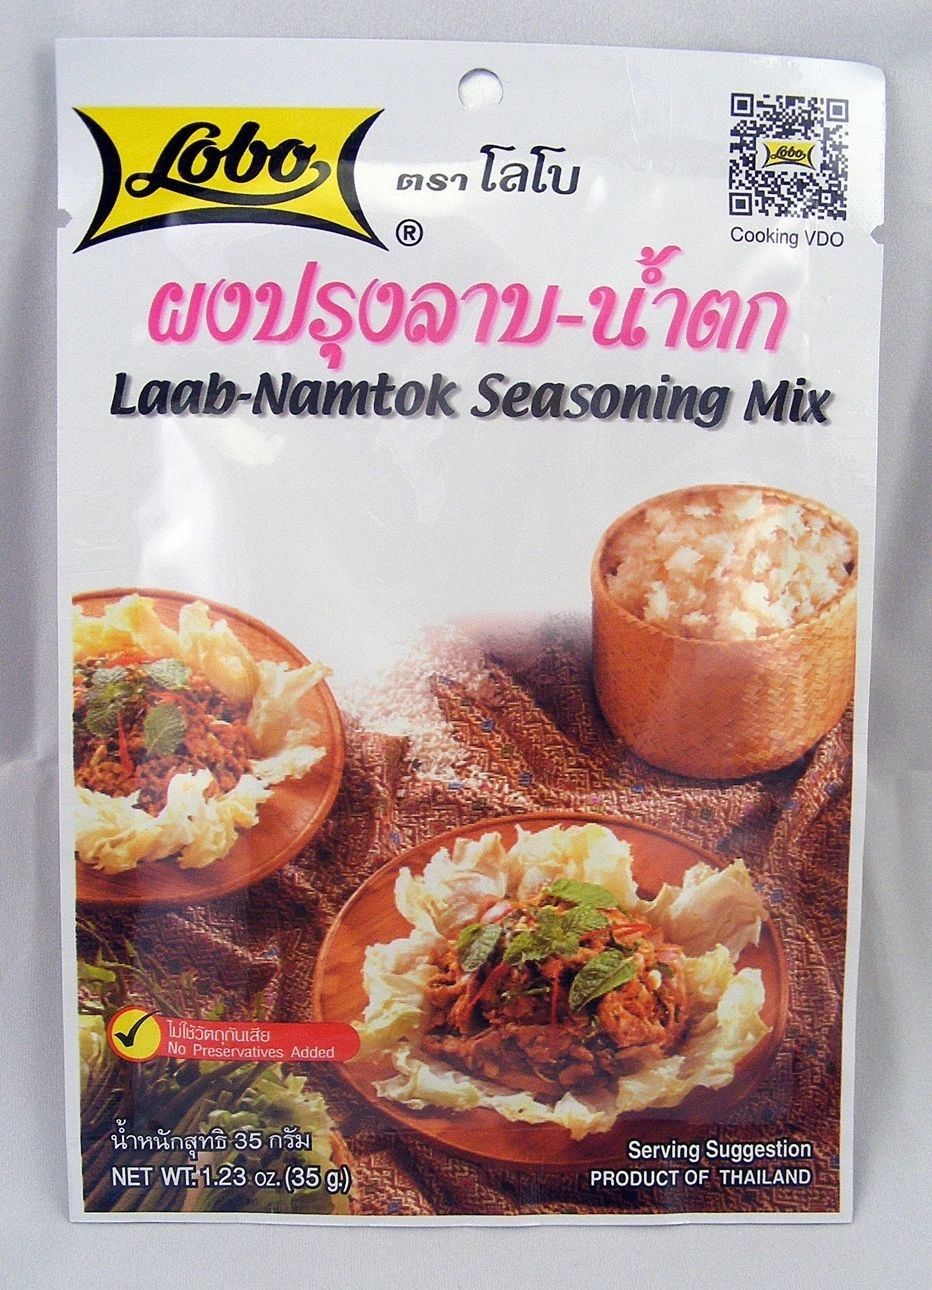 Lobo
®
ตรา โลโบ
Lobo
Cooking VDO
ผงปรุงลาบ-น้ำตก
Laab-Namtok Seasoning Mix
ไม่ใช้วัตถุกันเสีย
No Preservatives Added
น้ำหนักสุทธิ 35 กรัม
NET WT. 1.23 oz. (35 g.)
Serving Suggestion
PRODUCT OF THAILAND